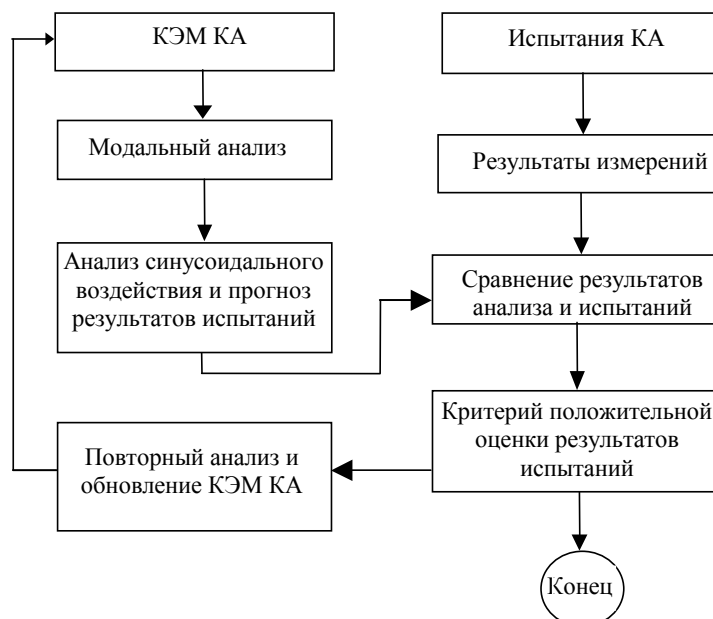 КЭМ КА
Испытания КА
Модальный анализ
Результаты измерений
Анализ синусоидального
воздействия и прогноз
результатов испытаний
Сравнение результатов
анализа и испытаний
Критерий положительной
оценки результатов
испытаний
Повторный анализ и
обновление КЭМ КА
Конец